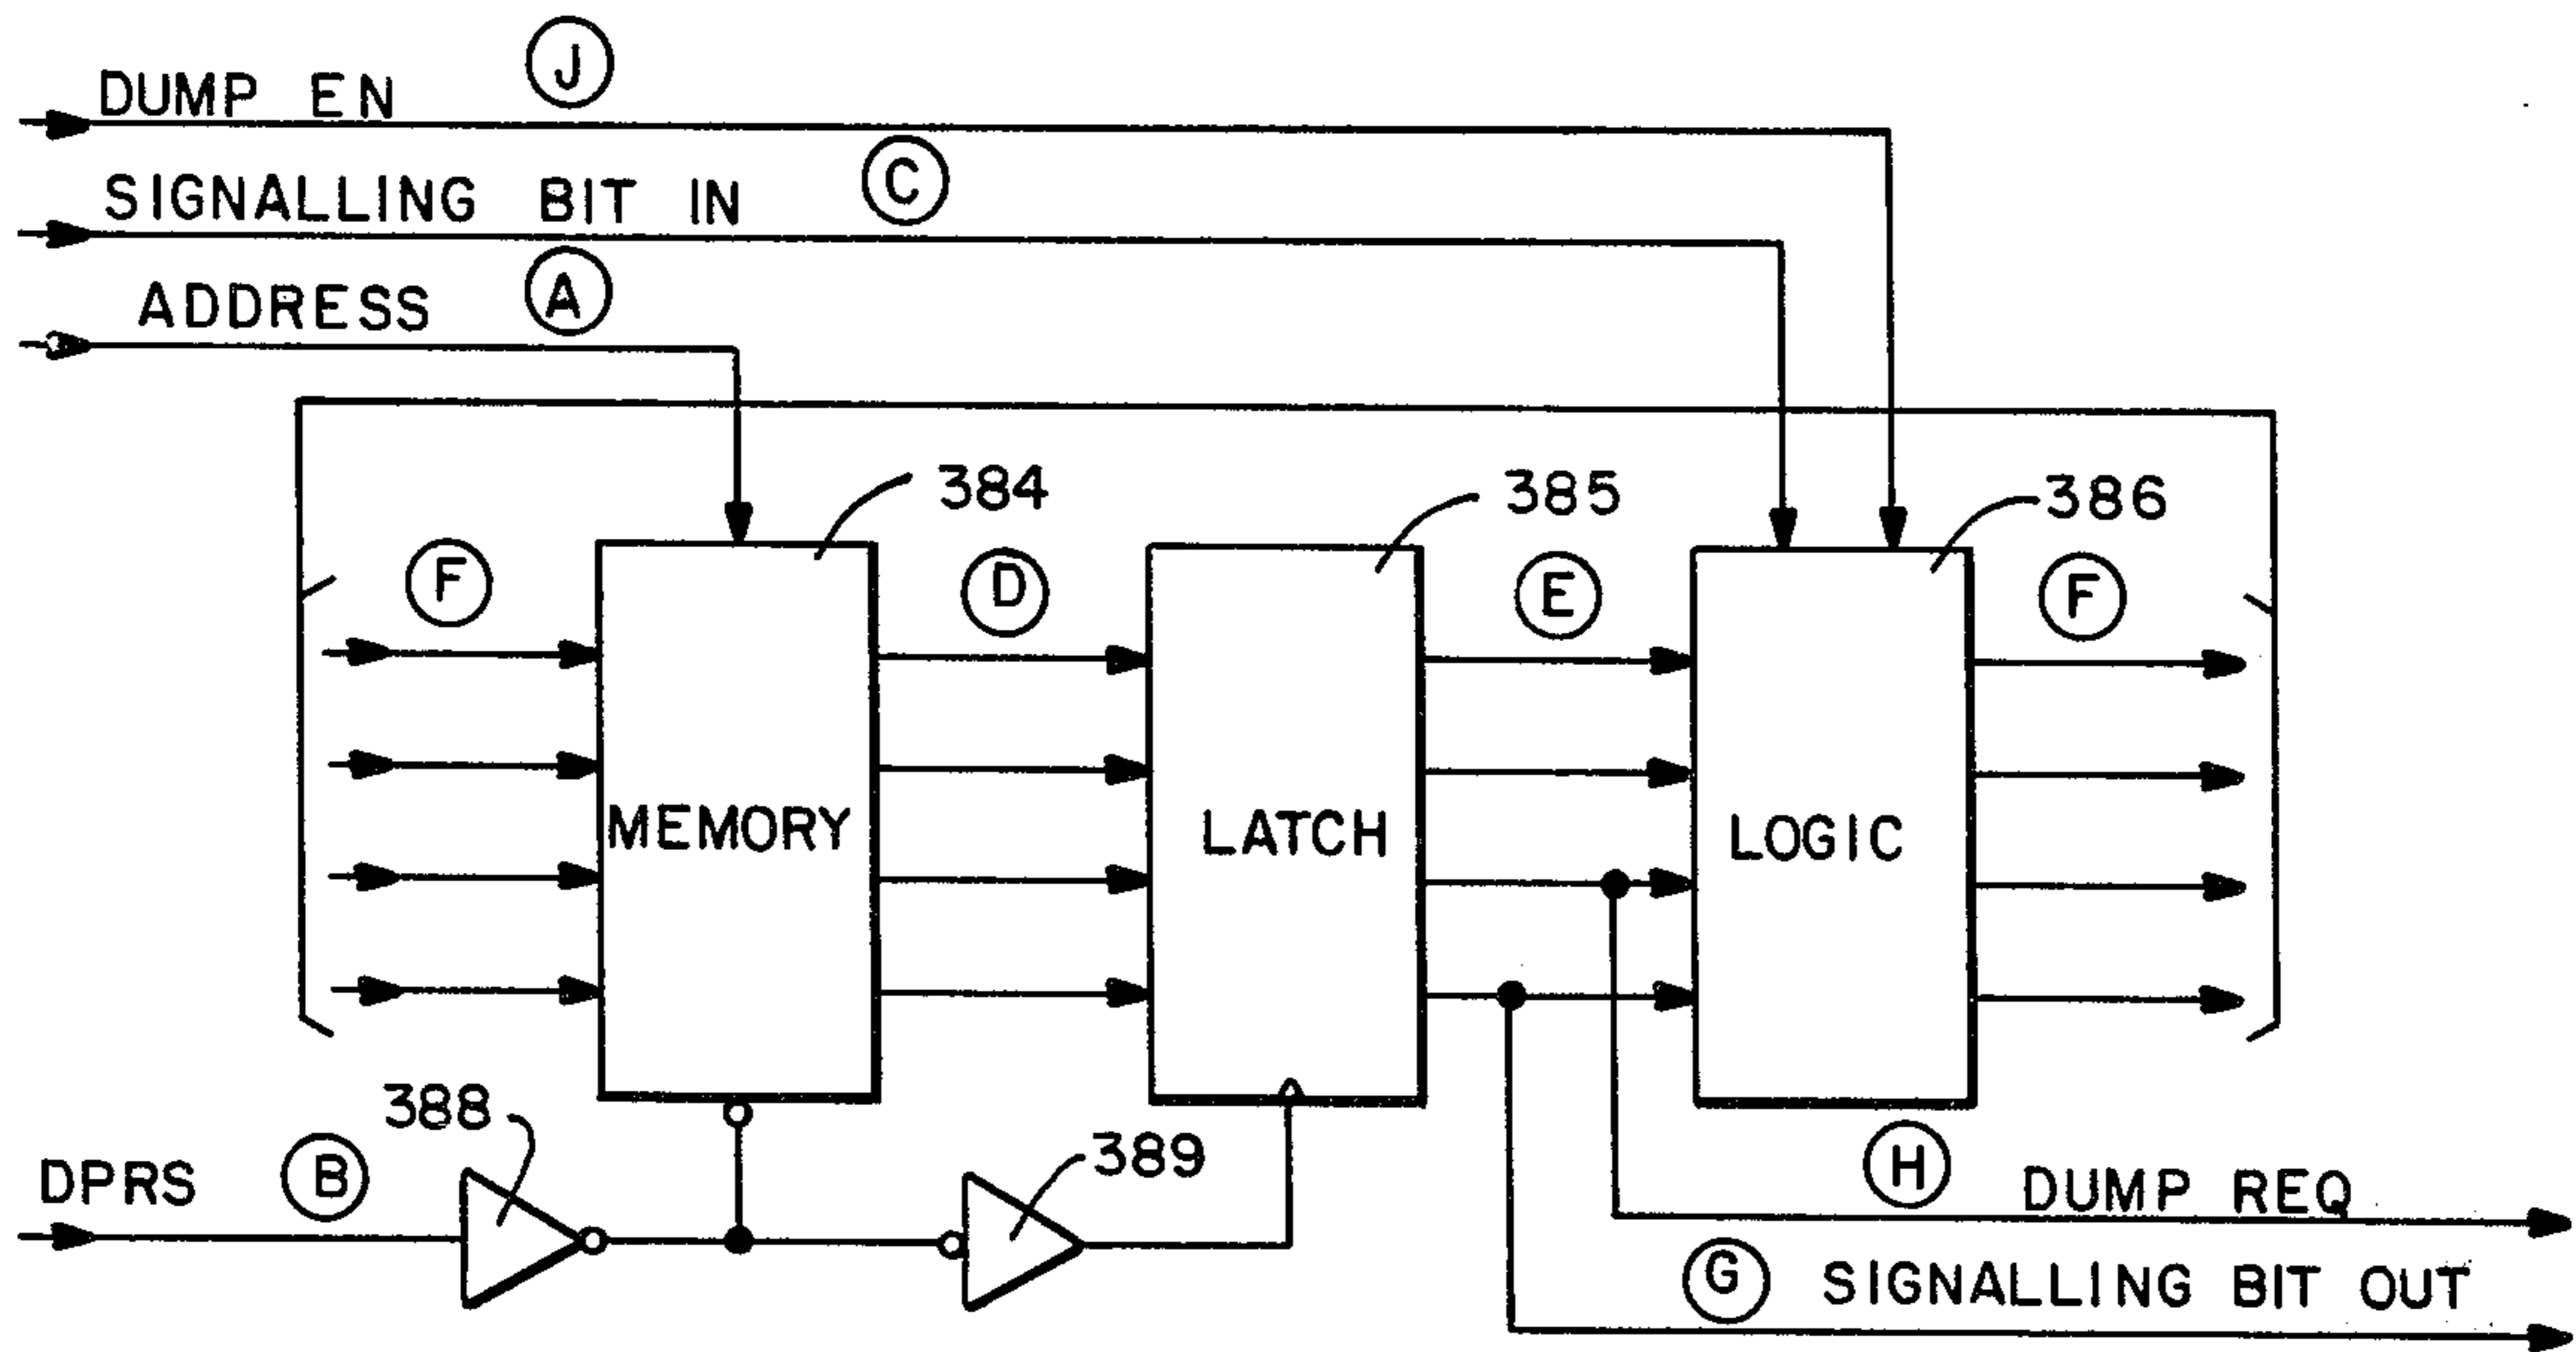 DUMP EN J
SIGNALLING BIT IN C
ADDRESS A
384
385
386
F
D
E
F
MEMORY
LATCH
LOGIC
388
389
DPRS B
H DUMP REQ
G SIGNALLING BIT OUT